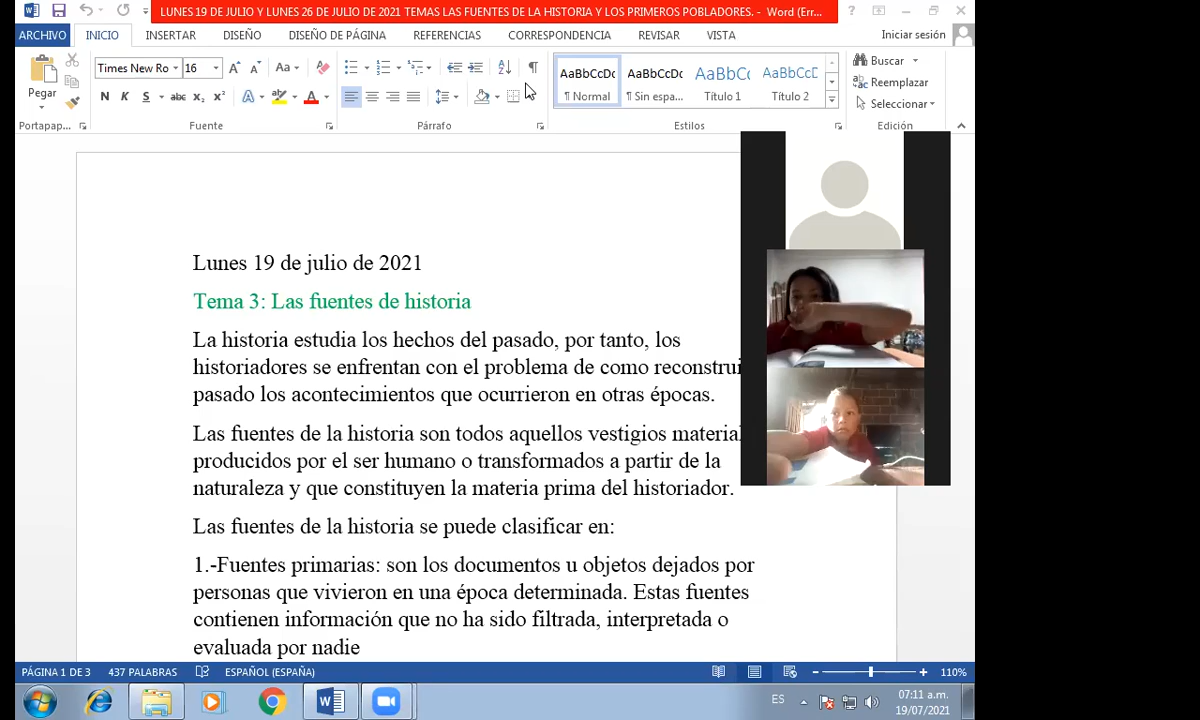 LUNES 19 DE JULIO Y LUNES 26 DE JULIO DE 2021 TEMAS LAS FUENTES DE LA HISTORIA Y LOS PRIMEROS POBLADORES. - Word (Err...
ARCHIVO INICIO INSERTAR DISEÑO DISEÑO DE PÁGINA REFERENCIAS CORRESPONDENCIA REVISAR VISTA Iniciar sesión
Times New Ro 16 Aa AaBbCcDc AaBbCcDc AaBbCc AaBbCcD Buscar
Pegar ¶ Normal ¶ Sin espa... Título 1 Título 2 Reemplazar
N K S abc x₂ x² A A Seleccionar
Portapap... Fuente Párrafo Estilos Edición
Lunes 19 de julio de 2021
Tema 3: Las fuentes de historia
La historia estudia los hechos del pasado, por tanto, los
historiadores se enfrentan con el problema de como reconstrui
pasado los acontecimientos que ocurrieron en otras épocas.
Las fuentes de la historia son todos aquellos vestigios material
producidos por el ser humano o transformados a partir de la
naturaleza y que constituyen la materia prima del historiador.
Las fuentes de la historia se puede clasificar en:
1.-Fuentes primarias: son los documentos u objetos dejados por
personas que vivieron en una época determinada. Estas fuentes
contienen información que no ha sido filtrada, interpretada o
evaluada por nadie
PÁGINA 1 DE 3 437 PALABRAS ESPAÑOL (ESPAÑA) 110%
ES 07:11 a.m.
19/07/2021